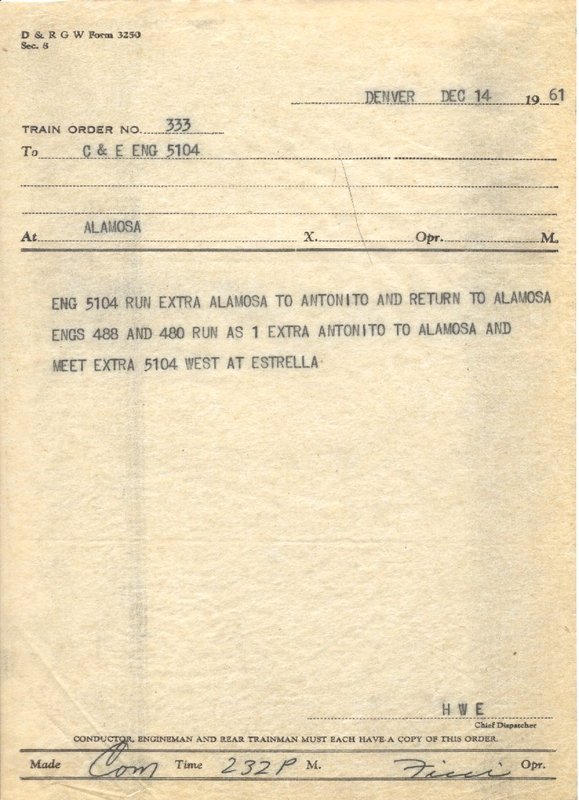 D & R G W Form 3250
Sec. 8
DENVER DEC 14 19 61
TRAIN ORDER NO. 333
To C & E ENG 5104
At ALAMOSA X. Opr. M.
ENG 5104 RUN EXTRA ALAMOSA TO ANTONITO AND RETURN TO ALAMOSA
ENGS 488 AND 480 RUN AS 1 EXTRA ANTONITO TO ALAMOSA AND
MEET EXTRA 5104 WEST AT ESTRELLA
H W E
Chief Dispatcher
CONDUCTOR, ENGINEMAN AND REAR TRAINMAN MUST EACH HAVE A COPY OF THIS ORDER.
Made Com Time 232P M. Opr.